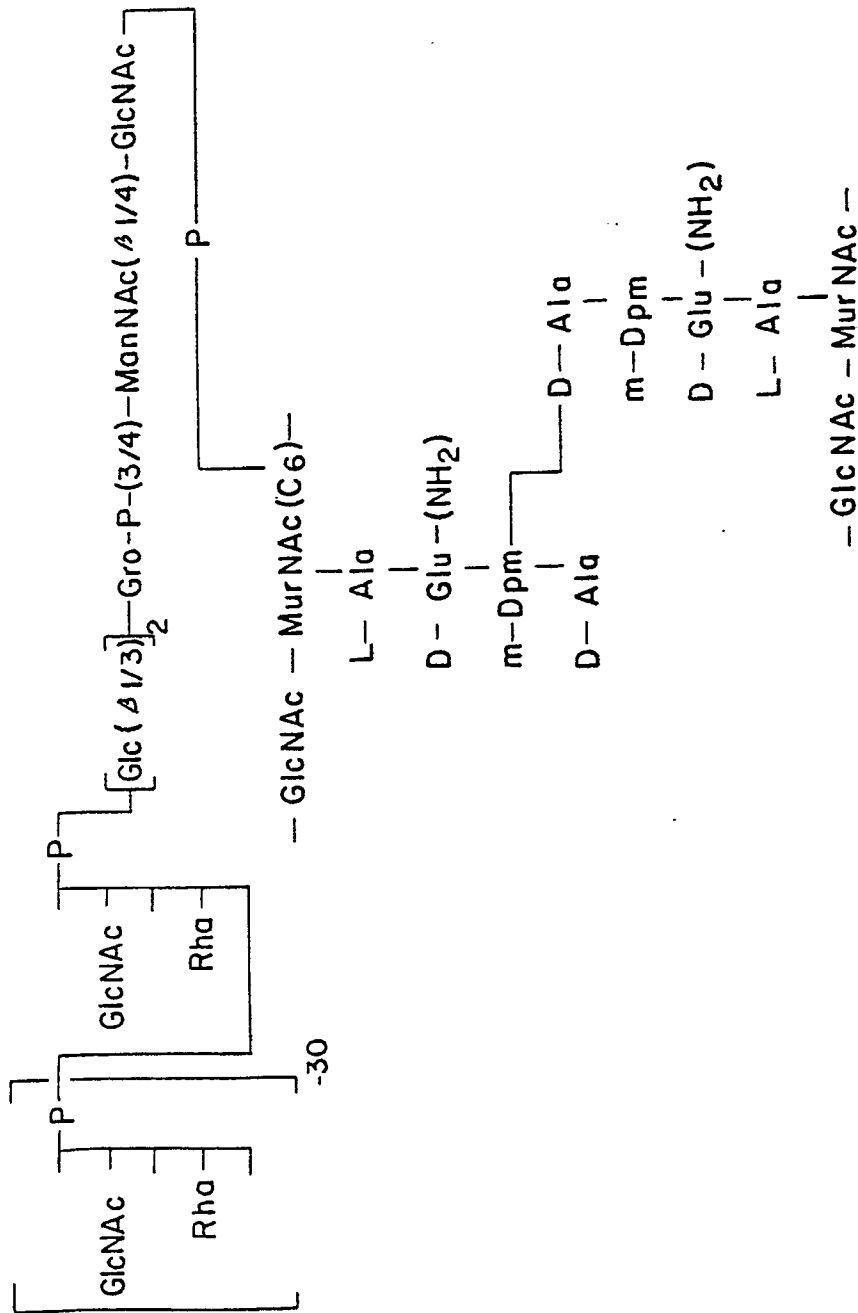 P
[Glc(β1/3)]2—Gro-P-(3/4)-ManNAc(β1/4)-GlcNAc
P
GlcNAc
Rha
-30
P
GlcNAc
Rha
P
-GlcNAc-MurNAc(C6)-
L-Ala
D-Glu-(NH2)
m-Dpm
D-Ala
D-Ala
m-Dpm
D-Glu-(NH2)
L-Ala
-GlcNAc-MurNAc-